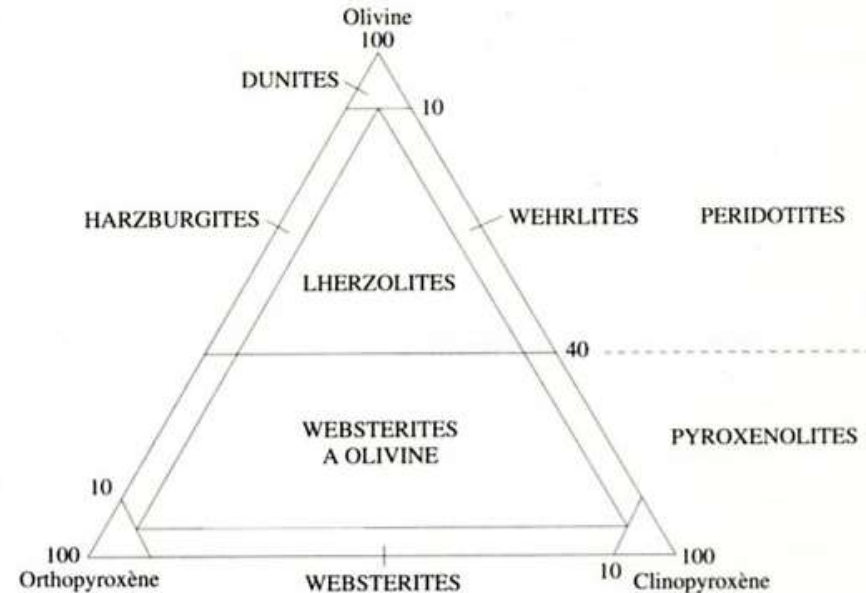 Olivine
100
DUNITES
10
HARZBURGITES
WEHRLITES
PERIDOTITES
LHERZOLITES
40
WEBSTERITES
A OLIVINE
PYROXENOLITES
10
100
100
Orthopyroxène
WEBSTERITES
10
Clinopyroxène